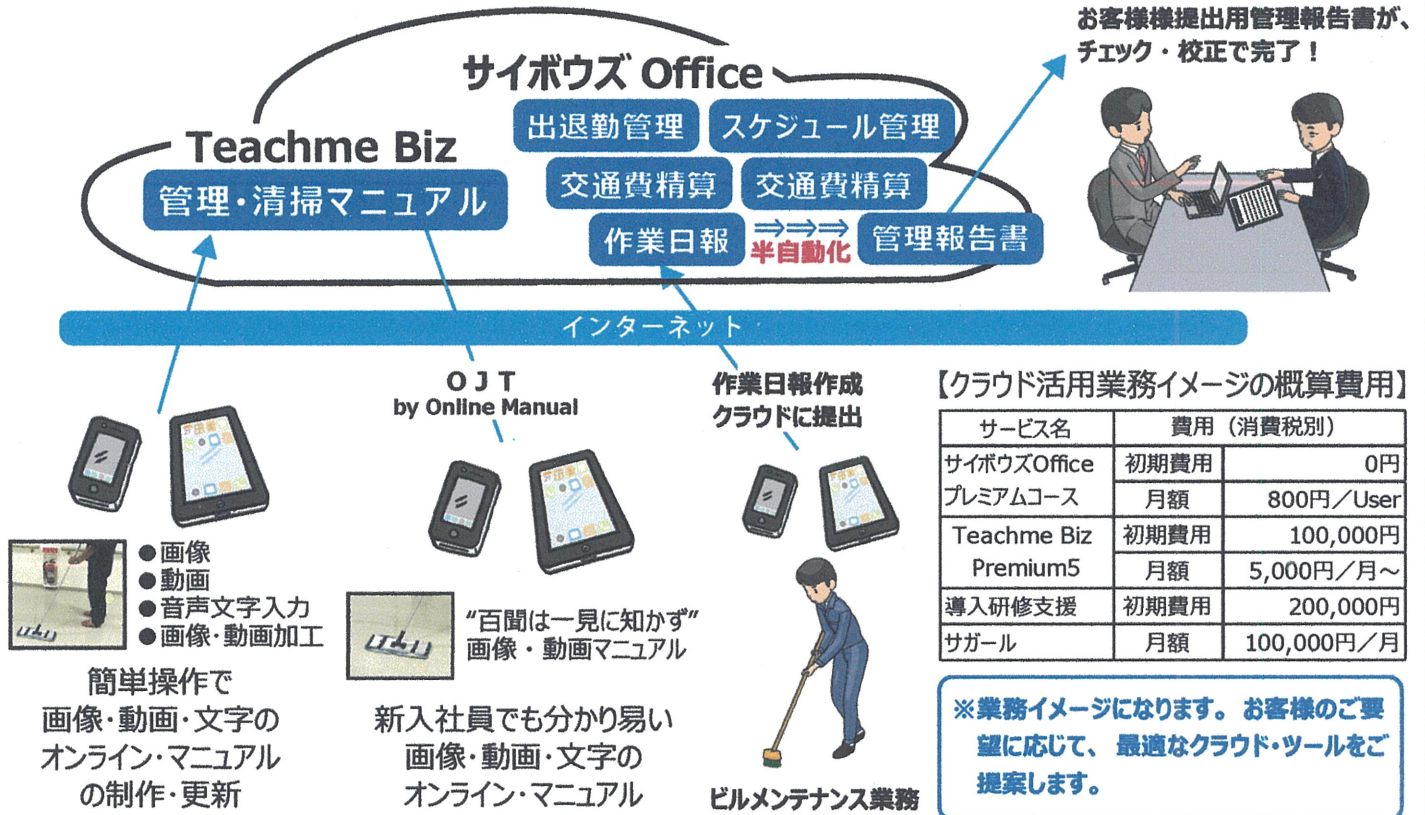 お客様様提出用管理報告書が、
チェック・校正で完了！
サイボウズ Office
出退勤管理
スケジュール管理
Teachme Biz
管理・清掃マニュアル
交通費精算
交通費精算
作業日報
⇒⇒⇒
半自動化
管理報告書
インターネット
ＯＪＴ
by Online Manual
作業日報作成
クラウドに提出
●画像
●動画
●音声文字入力
●画像・動画加工
簡単操作で
画像・動画・文字の
オンライン・マニュアル
の制作・更新
“百聞は一見に知かず”
画像・動画マニュアル
新入社員でも分かり易い
画像・動画・文字の
オンライン・マニュアル
ビルメンテナンス業務
【クラウド活用業務イメージの概算費用】
サービス名 費用（消費税別）
サイボウズOffice 初期費用 0円
プレミアムコース 月額 800円／User
Teachme Biz 初期費用 100,000円
Premium5 月額 5,000円／月～
導入研修支援 初期費用 200,000円
サガール 月額 100,000円／月
※業務イメージになります。お客様のご要
望に応じて、最適なクラウド・ツールをご
提案します。